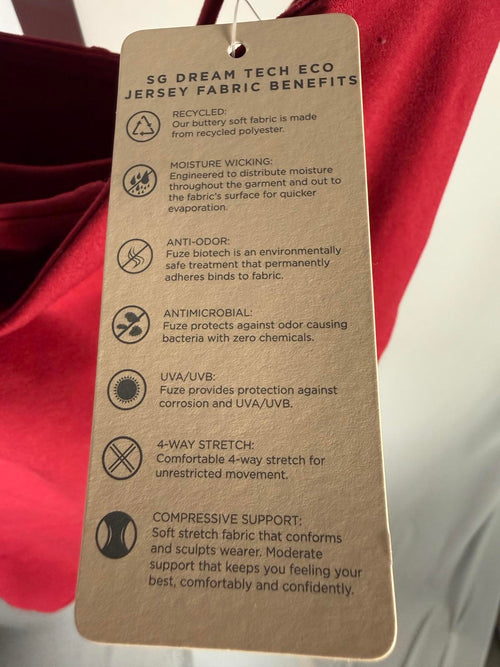 SG DREAM TECH ECO
JERSEY FABRIC BENEFITS
RECYCLED:
Our buttery soft fabric is made
from recycled polyester.
MOISTURE WICKING:
Engineered to distribute moisture
throughout the garment and out to
the fabric's surface for quicker
evaporation.
ANTI-ODOR:
Fuze biotech is an environmentally
safe treatment that permanently
adheres binds to fabric.
ANTIMICROBIAL:
Fuze protects against odor causing
bacteria with zero chemicals.
UVA/UVB:
Fuze provides protection against
corrosion and UVA/UVB.
4-WAY STRETCH:
Comfortable 4-way stretch for
unrestricted movement.
COMPRESSIVE SUPPORT:
Soft stretch fabric that conforms
and sculpts wearer. Moderate
support that keeps you feeling your
best, comfortably and confidently.